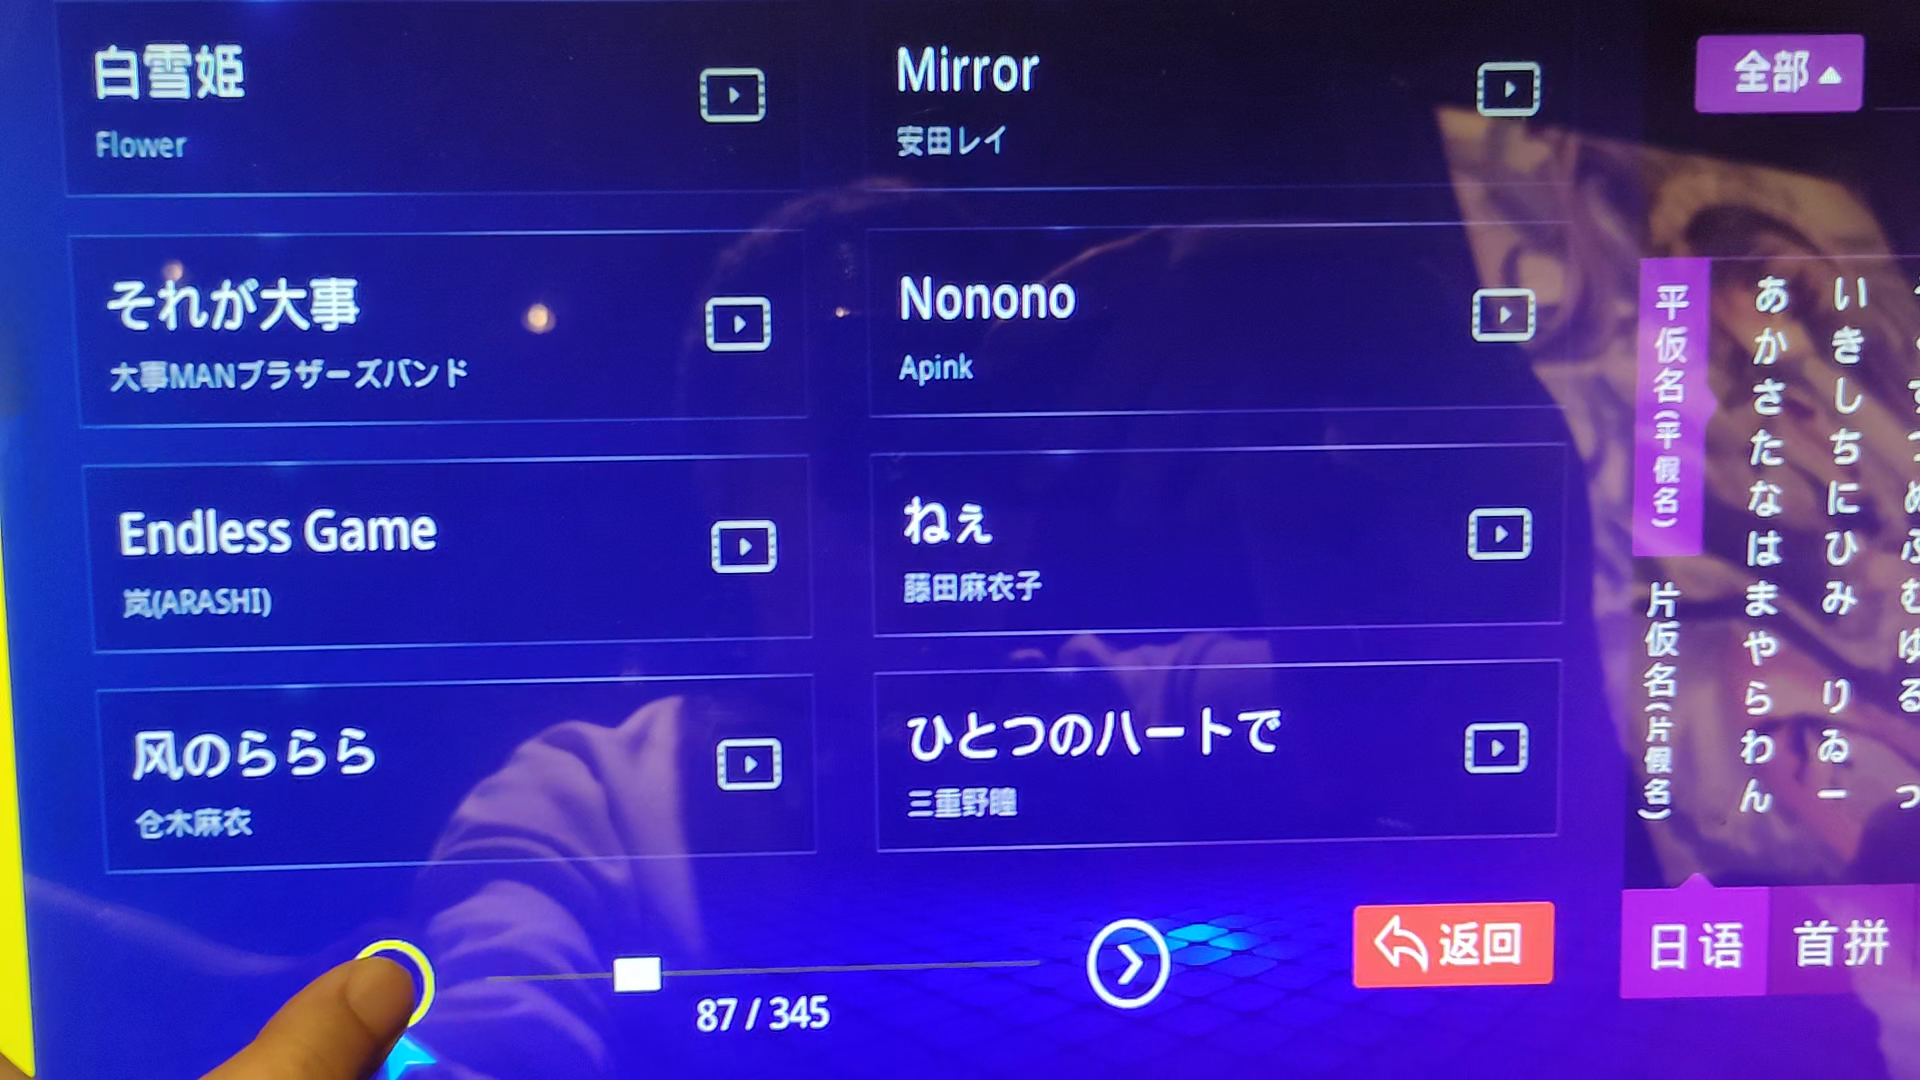 白雪姫
Flower
Mirror
安田レイ
それが大事
大事MANブラザーズバンド
Nonono
Apink
Endless Game
岚(ARASHI)
ねぇ
藤田麻衣子
风のららら
仓木麻衣
ひとつのハートで
三重野瞳
87 / 345
返回
全部
平仮名(平假名)
片仮名(片假名)
あかさたなはまやらわん
いきしちにひみ りゐー
日语
首拼